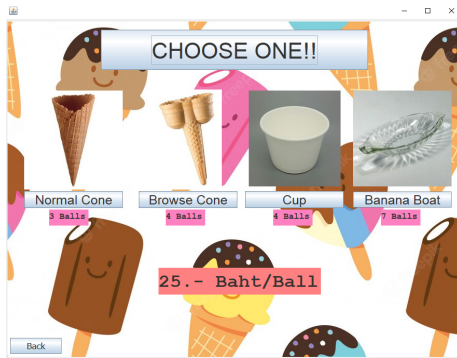 CHOOSE ONE!!
Normal Cone
Browse Cone
Cup
Banana Boat
3 Balls
4 Balls
4 Balls
7 Balls
25.- Baht/Ball
Back